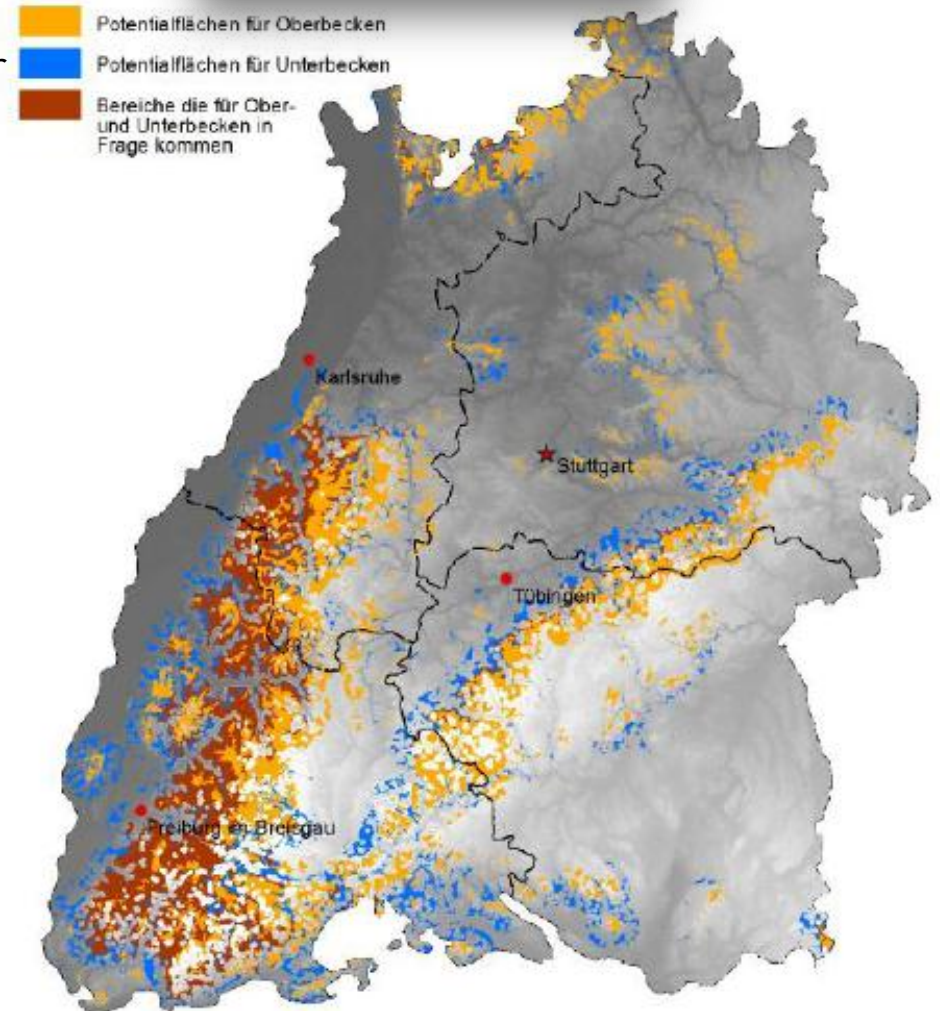 Potentialflächen für Oberbecken
Potentialflächen für Unterbecken
Bereiche die für Ober-
und Unterbecken in
Frage kommen
Karlsruhe
Stuttgart
Tübingen
Freiburg im Breisgau